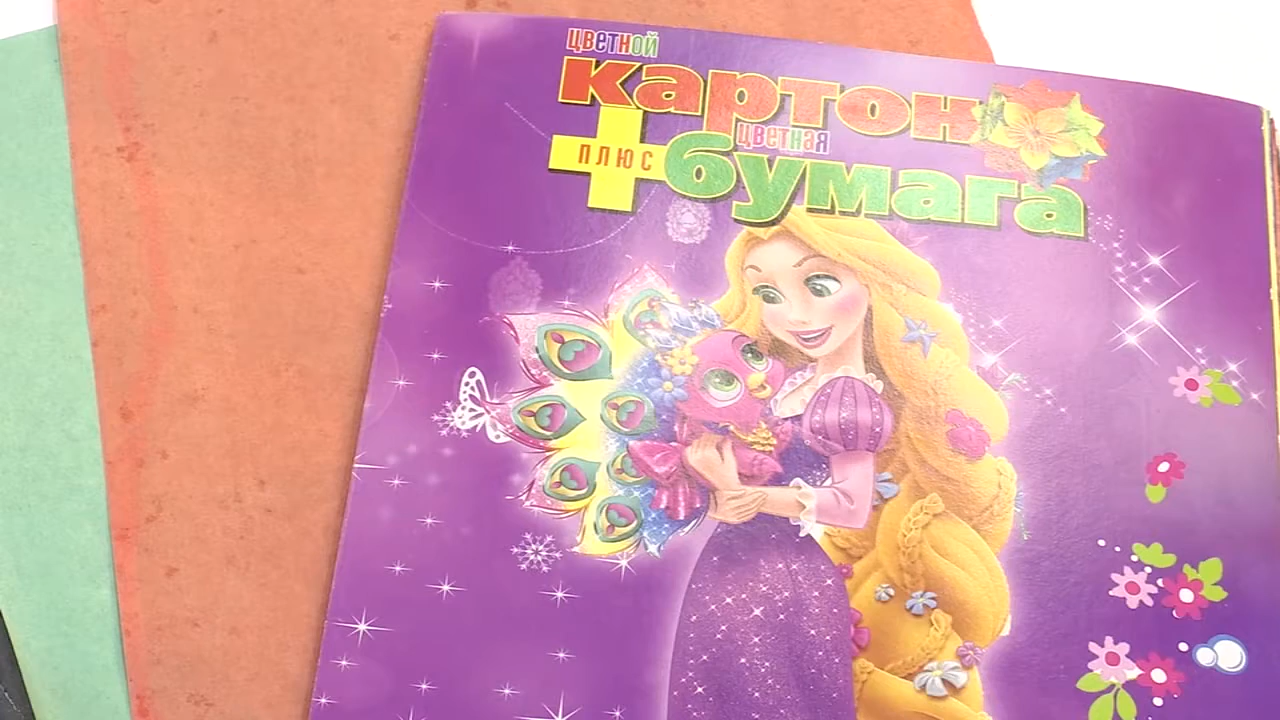 цветной
картон
цветная
плюс бумага